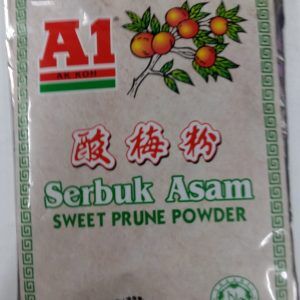 A1
AK KOH
酸梅粉
Serbuk Asam
SWEET PRUNE POWDER